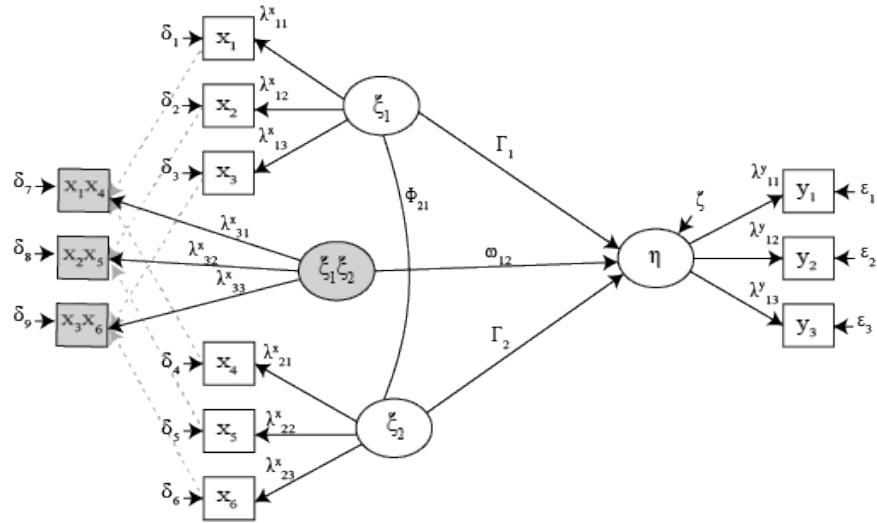 δ₁ x₁ λˣ₁₁
δ₂ x₂ λˣ₁₂
δ₃ x₃ λˣ₁₃
ξ₁
Γ₁
Φ₂₁
δ₇ x₁x₄ λˣ₃₁
δ₈ x₂x₅ λˣ₃₂
δ₉ x₃x₆ λˣ₃₃
ξ₁ξ₂
ω₁₂
η
ζ
λʸ₁₁ y₁ ε₁
λʸ₁₂ y₂ ε₂
λʸ₁₃ y₃ ε₃
Γ₂
δ₄ x₄ λˣ₂₁
δ₅ x₅ λˣ₂₂
δ₆ x₆ λˣ₂₃
ξ₂